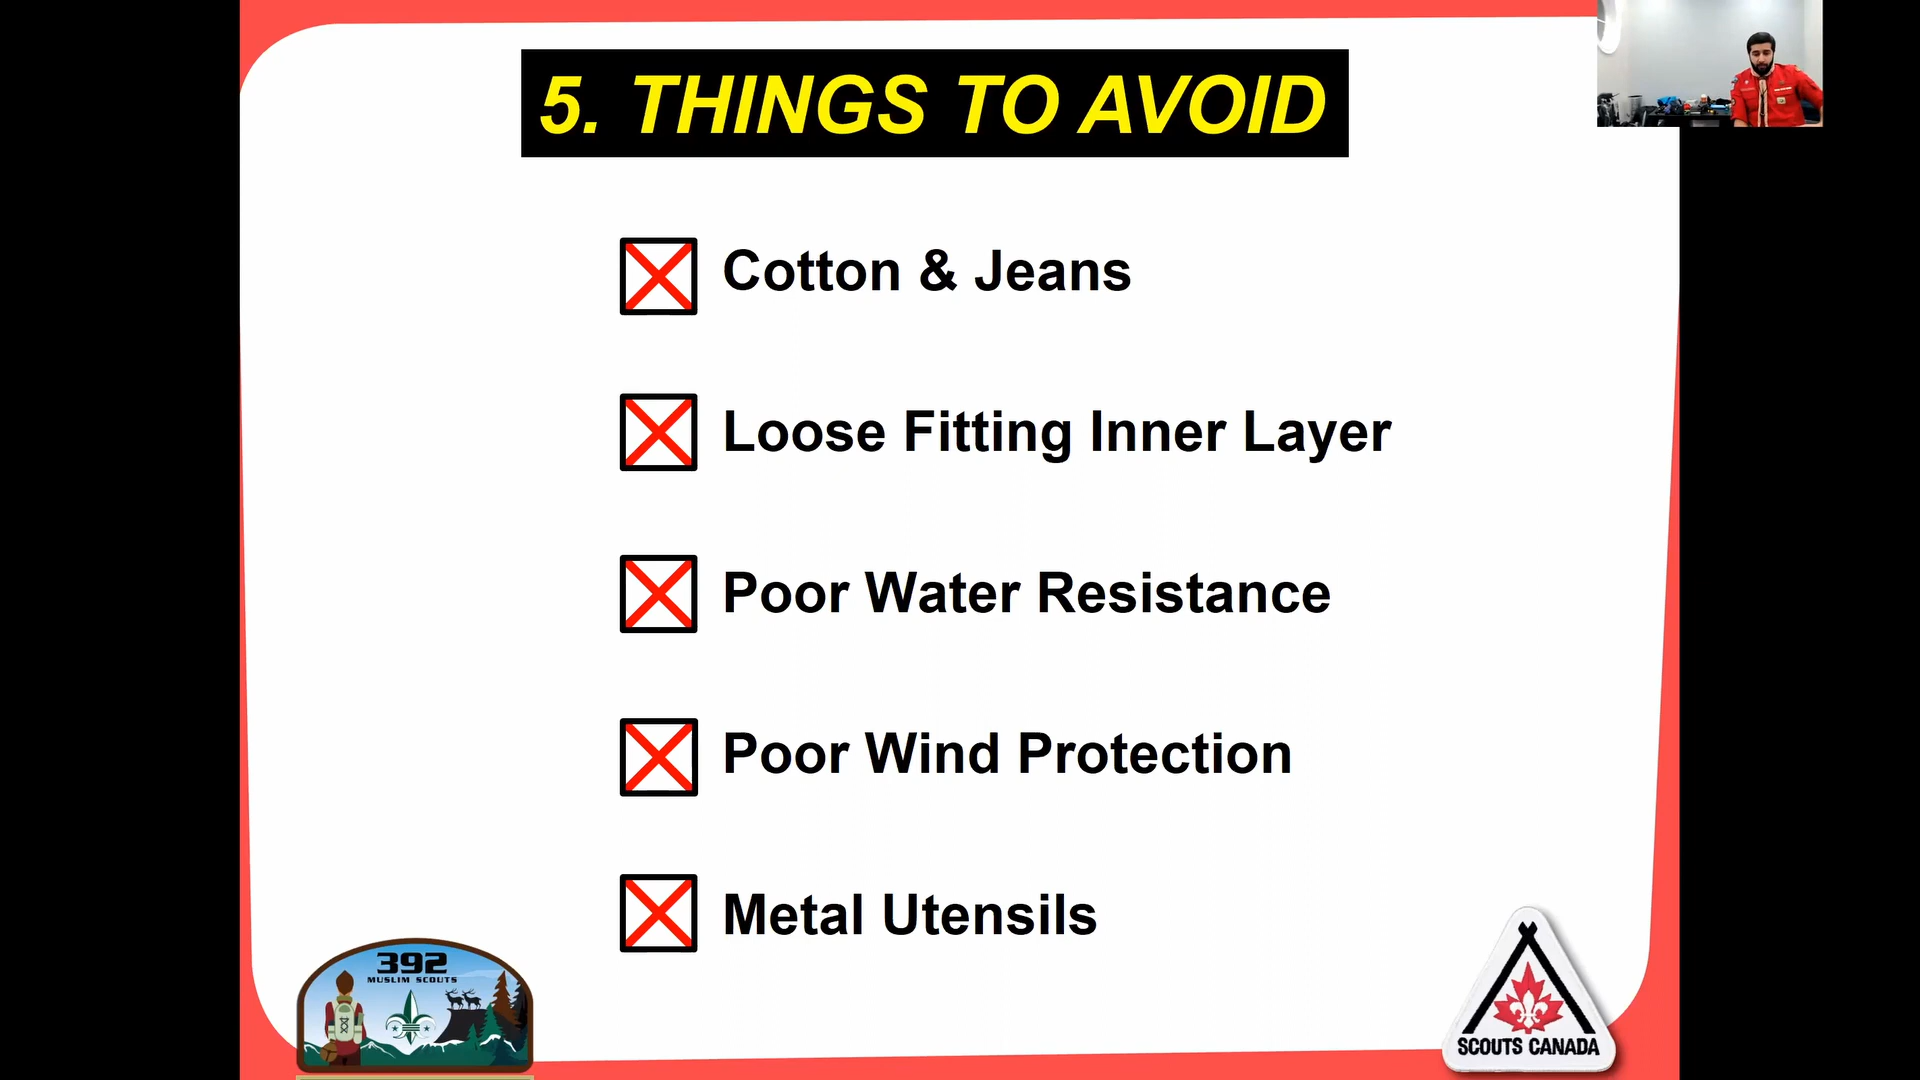 5. THINGS TO AVOID
Cotton & Jeans
Loose Fitting Inner Layer
Poor Water Resistance
Poor Wind Protection
Metal Utensils
392
MUSLIM SCOUTS
SCOUTS CANADA